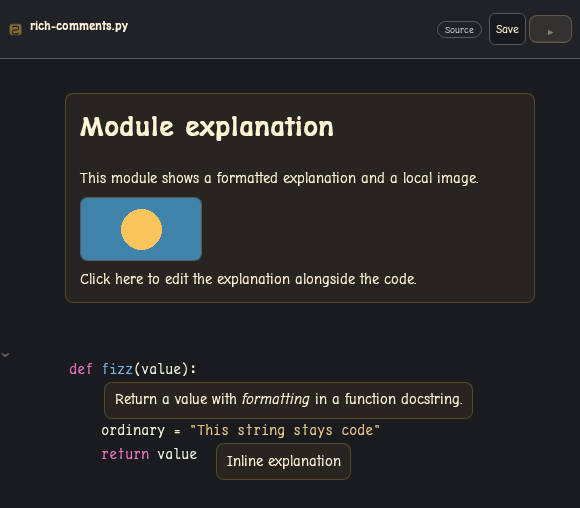 rich-comments.py
Source
Save
Module explanation
This module shows a formatted explanation and a local image.
Click here to edit the explanation alongside the code.
def fizz(value):
Return a value with formatting in a function docstring.
ordinary = "This string stays code"
return value
Inline explanation